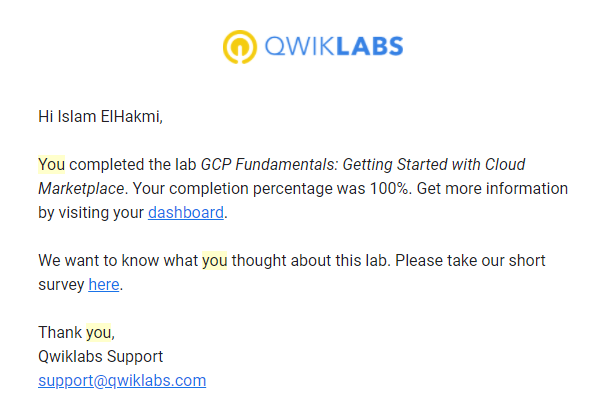 QWIKLABS
Hi Islam ElHakmi,
You completed the lab GCP Fundamentals: Getting Started with Cloud
Marketplace. Your completion percentage was 100%. Get more information
by visiting your dashboard.
We want to know what you thought about this lab. Please take our short
survey here.
Thank you,
Qwiklabs Support
support@qwiklabs.com